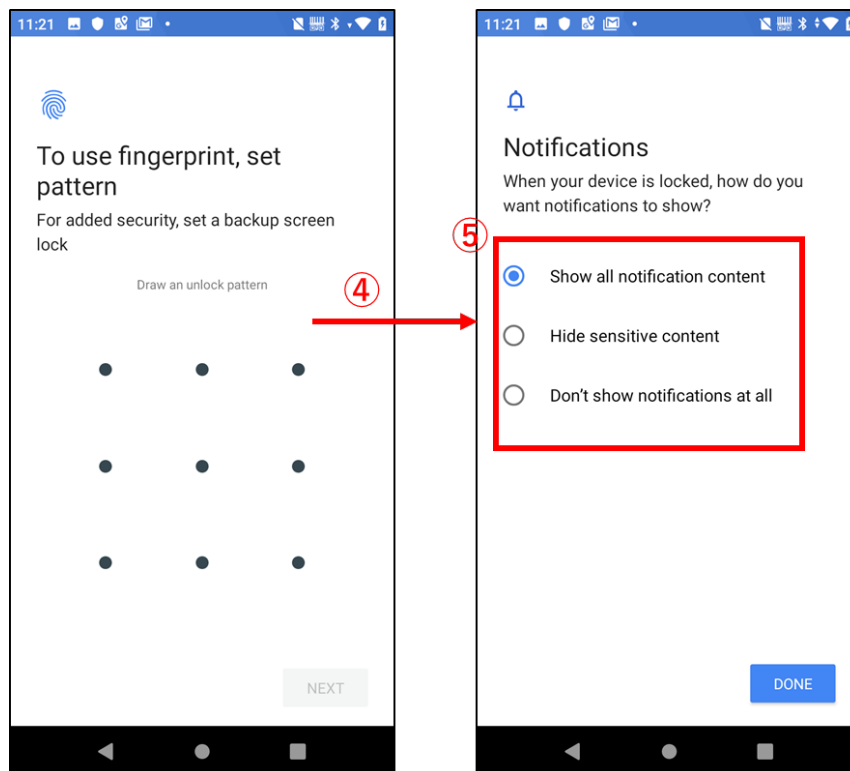 11:21
To use fingerprint, set
pattern
For added security, set a backup screen
lock
Draw an unlock pattern
NEXT
④
11:21
Notifications
When your device is locked, how do you
want notifications to show?
⑤
Show all notification content
Hide sensitive content
Don't show notifications at all
DONE